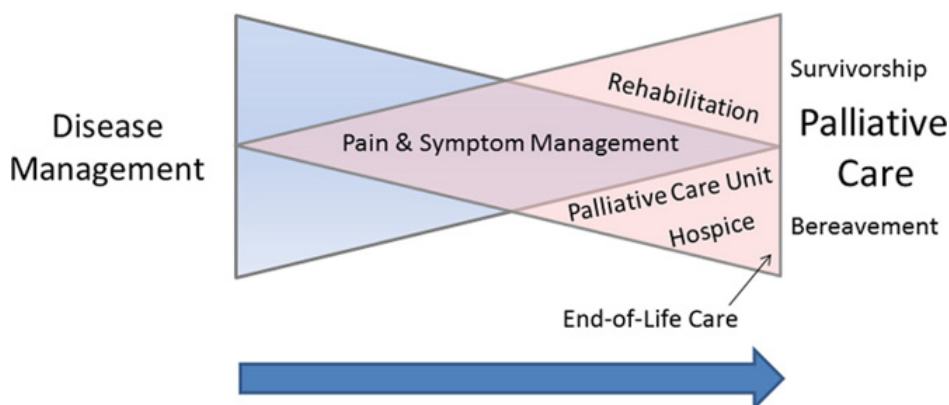 Disease
Management
Pain & Symptom Management
Rehabilitation
Palliative Care Unit
Hospice
End-of-Life Care
Survivorship
Palliative
Care
Bereavement